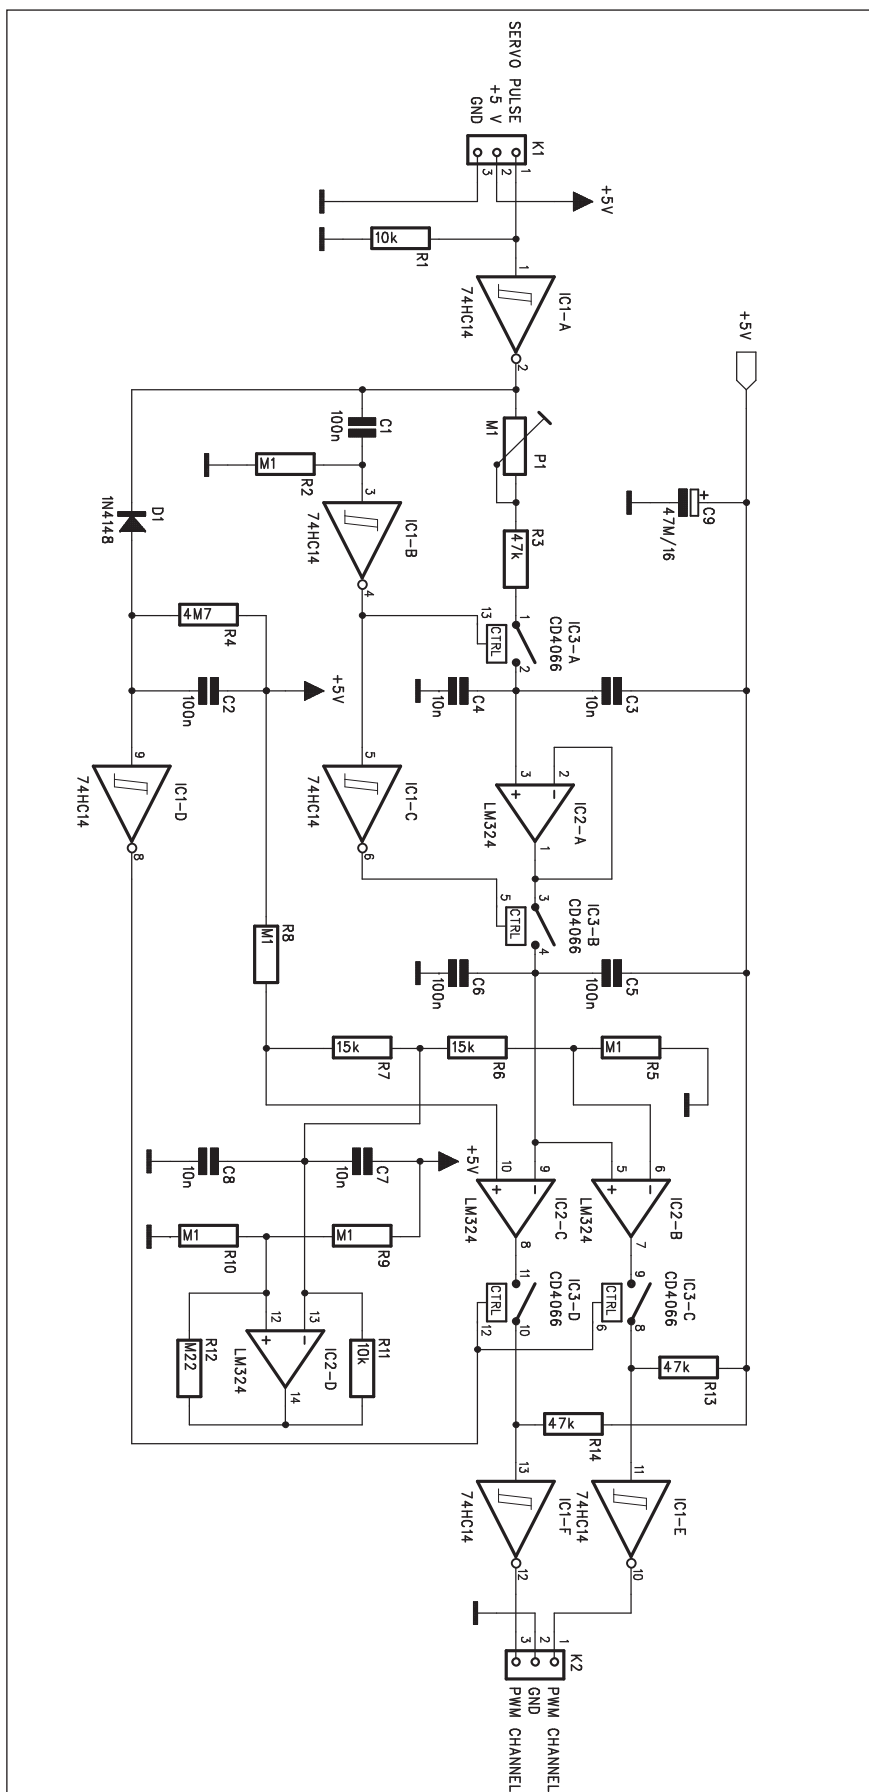 SERVO PULSE
+5 V
GND
K1
1
2
3
+5V
10k
R1
1
IC1-A
74HC14
2
+5V
C9
47M/16
+
M1
P1
R3
47k
C1
100n
M1
R2
3
IC1-B
74HC14
4
D1
1N4148
4M7
R4
C2
100n
+5V
13
CTRL
1
2
IC3-A
CD4066
C4
10n
C3
10n
9
IC1-D
74HC14
8
5
IC1-C
74HC14
6
3
2
+
-
IC2-A
LM324
1
R8
M1
5
CTRL
3
4
IC3-B
CD4066
C6
100n
C5
100n
15k
R7
15k
R6
M1
R5
C8
10n
C7
10n
+5V
M1
R10
M1
R9
10
9
+
-
IC2-C
LM324
8
5
6
+
-
IC2-B
LM324
7
12
13
+
-
IC2-D
LM324
14
R12
M22
R11
10k
CTRL
12
11
10
IC3-D
CD4066
CTRL
6
9
8
IC3-C
CD4066
47k
R13
47k
R14
13
IC1-F
74HC14
12
11
IC1-E
74HC14
10
3
2
1
K2
PWM CHANNEL
GND
PWM CHANNEL